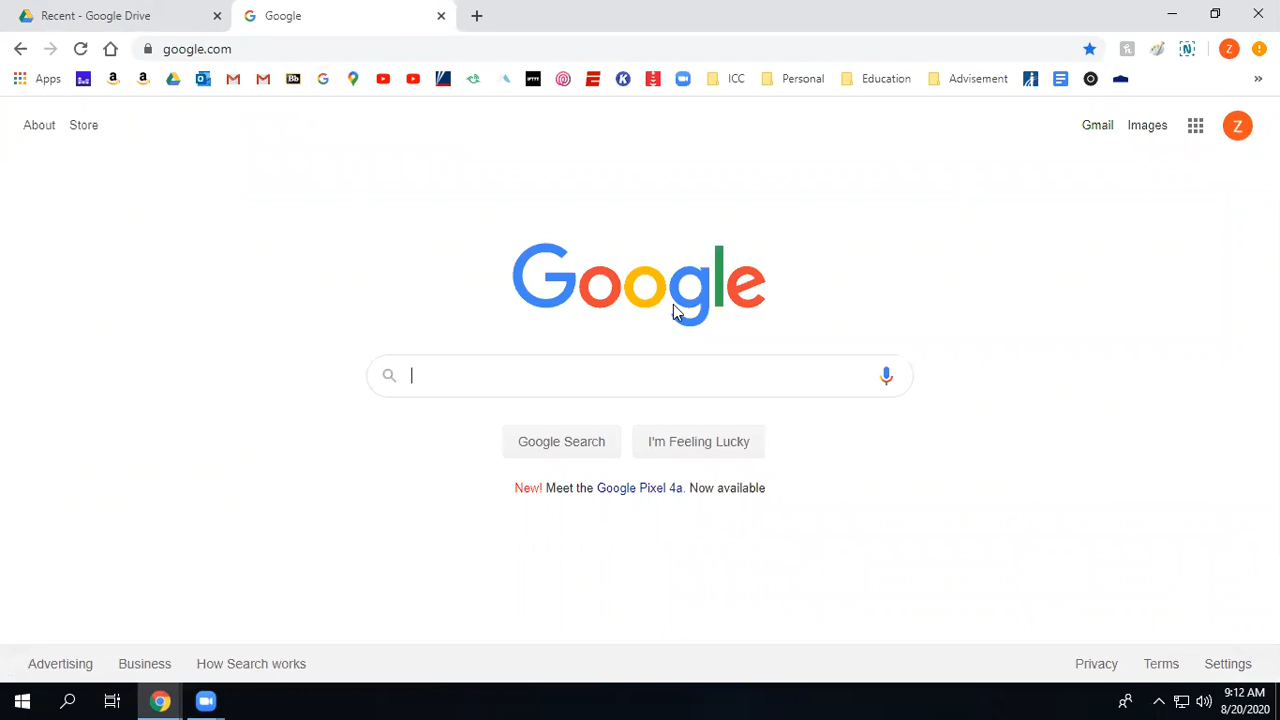 Recent - Google Drive
Google
google.com
Apps
Bb
ICC
Personal
Education
Advisement
About
Store
Gmail
Images
Z
Google
Google Search
I'm Feeling Lucky
New! Meet the Google Pixel 4a. Now available
Advertising
Business
How Search works
Privacy
Terms
Settings
9:12 AM
8/20/2020